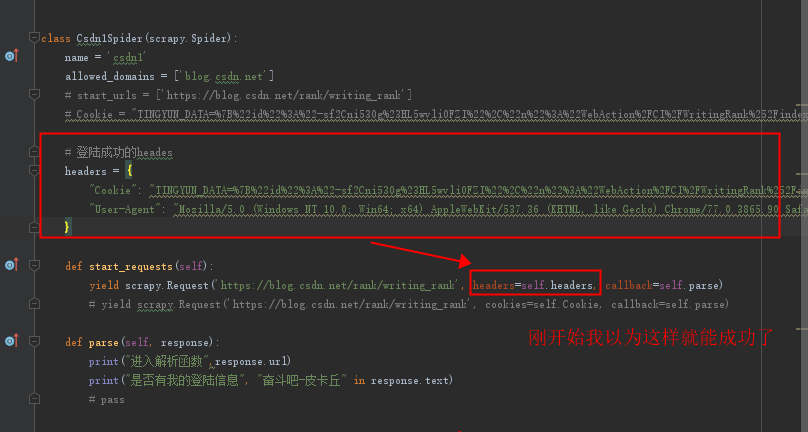 class Csdn1Spider(scrapy.Spider):
name = 'csdn1'
allowed_domains = ['blog.csdn.net']
# start_urls = ['https://blog.csdn.net/rank/writing_rank']
# Cookie = "TINGYUN_DATA=%7B%22id%22%3A%22-sf2Cni530g%23HL5wvli0FZI%22%2C%22n%22%3A%22WebAction%2FCI%2FWritingRank%252Findex
# 登陆成功的heades
headers = {
"Cookie": "TINGYUN_DATA=%7B%22id%22%3A%22-sf2Cni530g%23HL5wvli0FZI%22%2C%22n%22%3A%22WebAction%2FCI%2FWritingRank%252F
"User-Agent": "Mozilla/5.0 (Windows NT 10.0; Win64; x64) AppleWebKit/537.36 (KHTML, like Gecko) Chrome/77.0.3865.90 Safa
}
def start_requests(self):
yield scrapy.Request('https://blog.csdn.net/rank/writing_rank', headers=self.headers, callback=self.parse)
# yield scrapy.Request('https://blog.csdn.net/rank/writing_rank', cookies=self.Cookie, callback=self.parse)
刚开始我以为这样就能成功了
def parse(self, response):
print("进入解析函数",response.url)
print("是否有我的登陆信息", "奋斗吧-皮卡丘" in response.text)
# pass